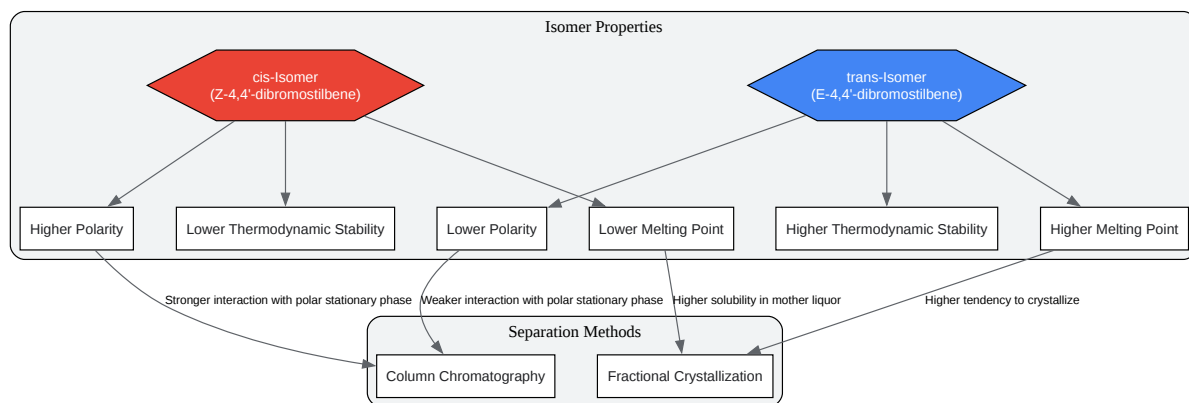 Isomer Properties
cis-Isomer
(Z-4,4'-dibromostilbene)
trans-Isomer
(E-4,4'-dibromostilbene)
Higher Polarity
Lower Thermodynamic Stability
Lower Polarity
Lower Melting Point
Higher Thermodynamic Stability
Higher Melting Point
Stronger interaction with polar stationary phase
Weaker interaction with polar stationary phase
Higher solubility in mother liquor
Higher tendency to crystallize
Separation Methods
Column Chromatography
Fractional Crystallization